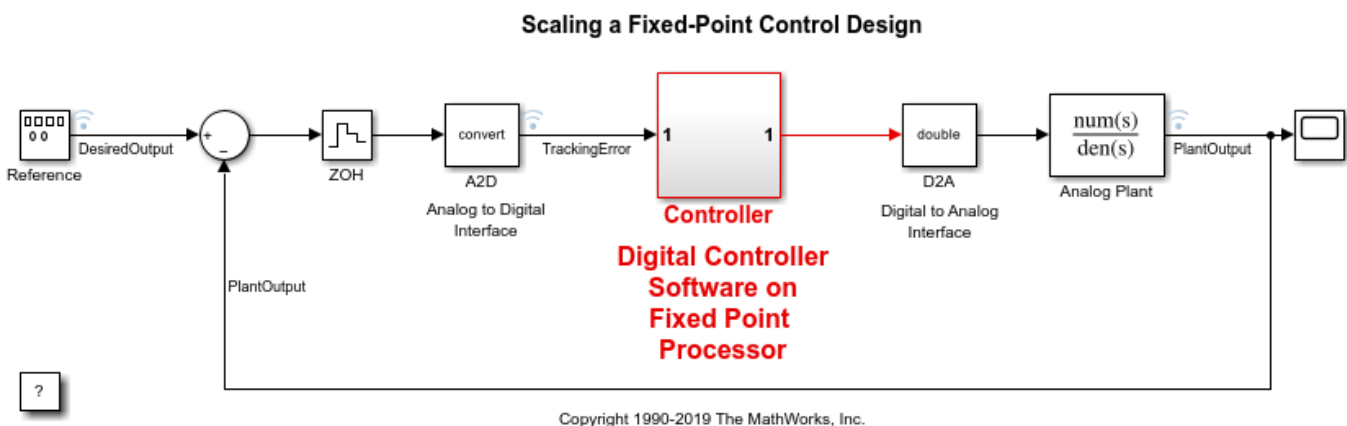 Scaling a Fixed-Point Control Design
0 0
Reference
DesiredOutput
+
−
ZOH
convert
A2D
Analog to Digital
Interface
TrackingError
1
1
Controller
Digital Controller
Software on
Fixed Point
Processor
double
D2A
Digital to Analog
Interface
num(s)
den(s)
Analog Plant
PlantOutput
PlantOutput
?
Copyright 1990-2019 The MathWorks, Inc.